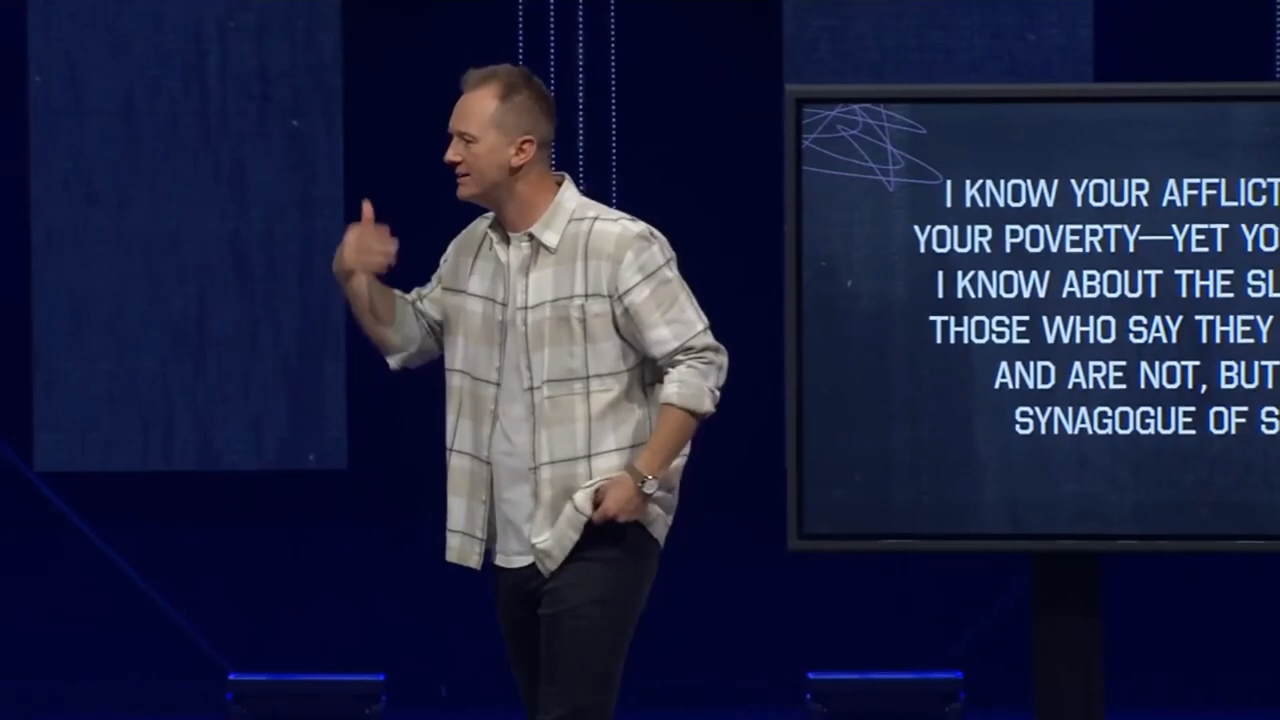 I KNOW YOUR AFFLICT
YOUR POVERTY—YET YO
I KNOW ABOUT THE SL
THOSE WHO SAY THEY
AND ARE NOT, BUT
SYNAGOGUE OF S